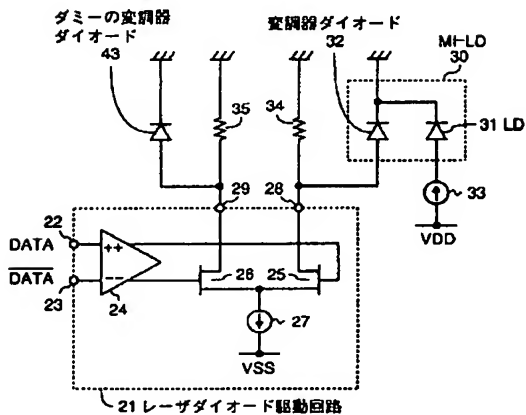 ダミーの変調器
ダイオード
43
変調器ダイオード
32
MI-LD
30
35
34
31 LD
33
VDD
29
28
22
DATA
++
DATA
--
23
24
26
25
27
VSS
21 レーザダイオード駆動回路